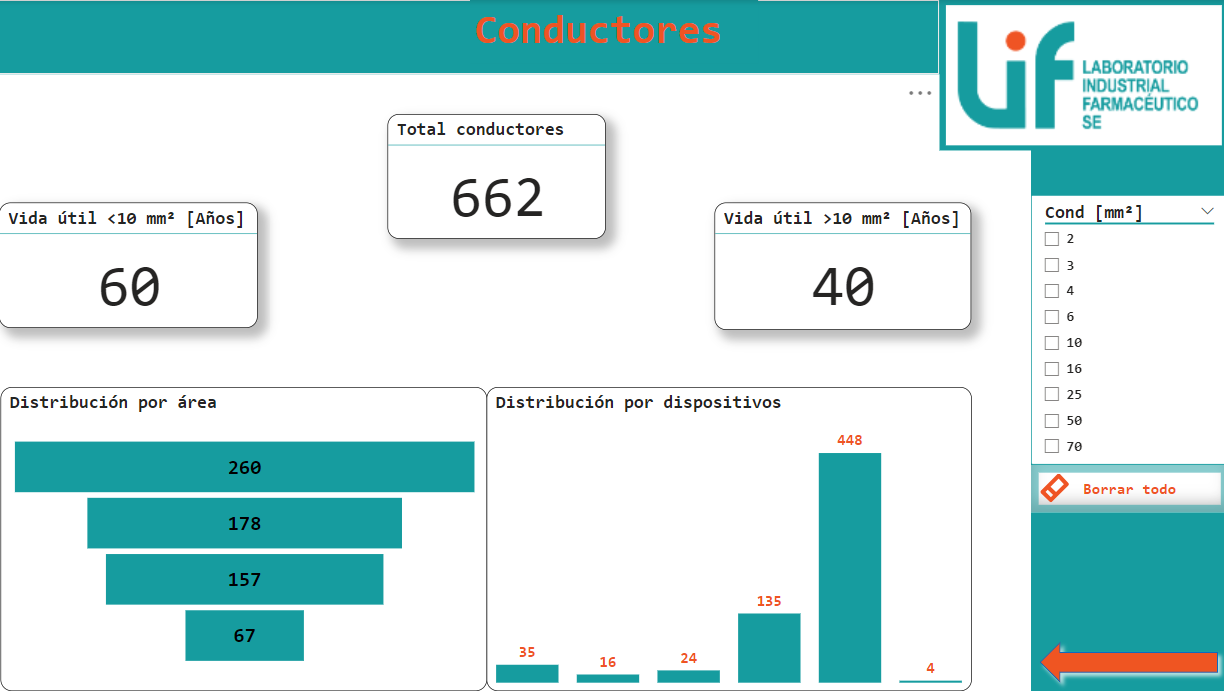 Conductores
LABORATORIO
INDUSTRIAL
FARMACÉUTICO
SE
Total conductores
662
Vida útil <10 mm² [Años]
60
Vida útil >10 mm² [Años]
40
Cond [mm²]
2
3
4
6
10
16
25
50
70
Borrar todo
Distribución por área
260
178
157
67
Distribución por dispositivos
35
16
24
135
448
4